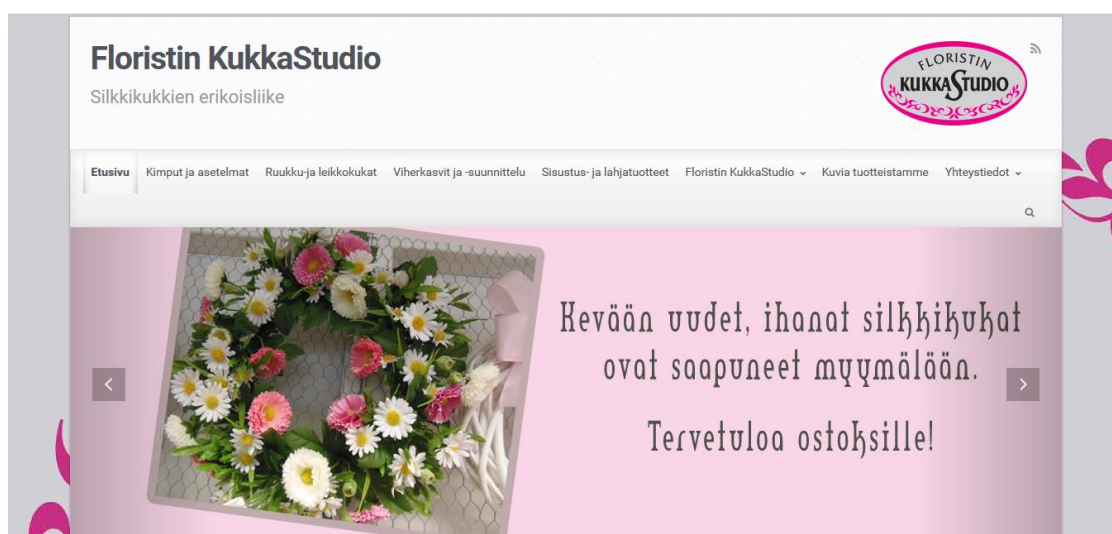 Floristin KukkaStudio
Silkkikukkien erikoisliike
FLORISTIN
KUKKASTUDIO
Etusivu Kimput ja asetelmat Ruukku-ja leikkokukat Viherkasvit ja -suunnittelu Sisustus- ja lahjatuotteet Floristin KukkaStudio Kuvia tuotteistamme Yhteystiedot
Kevään uudet, ihanat silkkikukat
ovat saapuneet myymälään.
Tervetuloa ostoksille!